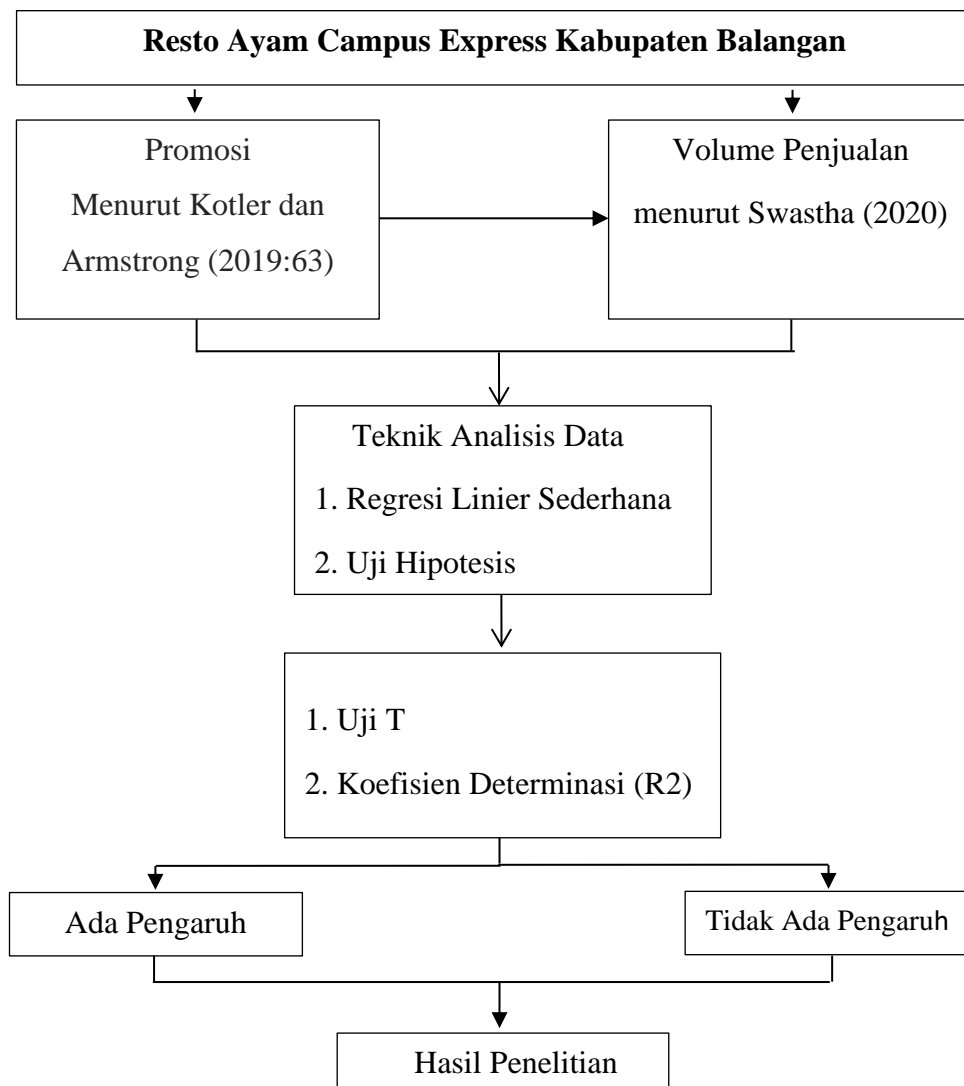 Resto Ayam Campus Express Kabupaten Balangan
Promosi
Menurut Kotler dan
Armstrong (2019:63)
Volume Penjualan
menurut Swastha (2020)
Teknik Analisis Data
1. Regresi Linier Sederhana
2. Uji Hipotesis
1. Uji T
2. Koefisien Determinasi (R2)
Ada Pengaruh
Tidak Ada Pengaruh
Hasil Penelitian